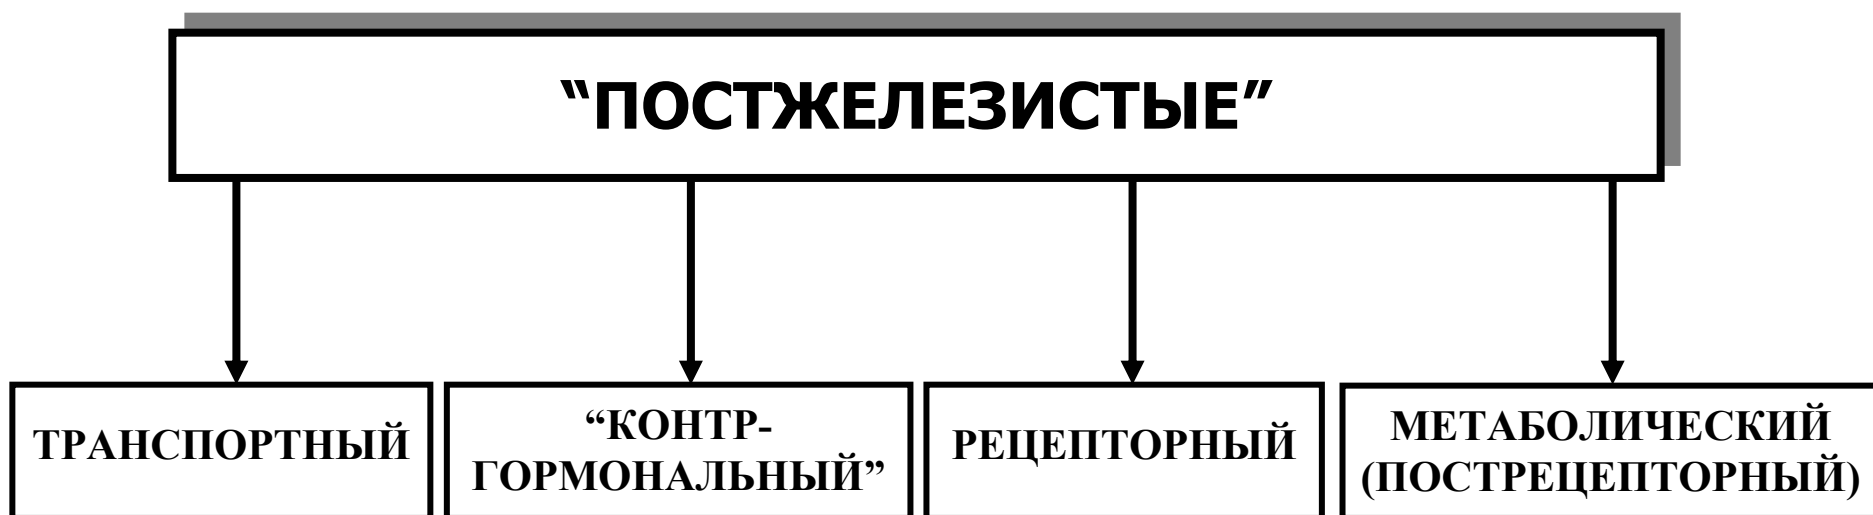 “ПОСТЖЕЛЕЗИСТЫЕ”
ТРАНСПОРТНЫЙ
“КОНТР-
ГОРМОНАЛЬНЫЙ”
РЕЦЕПТОРНЫЙ
МЕТАБОЛИЧЕСКИЙ
(ПОСТРЕЦЕПТОРНЫЙ)